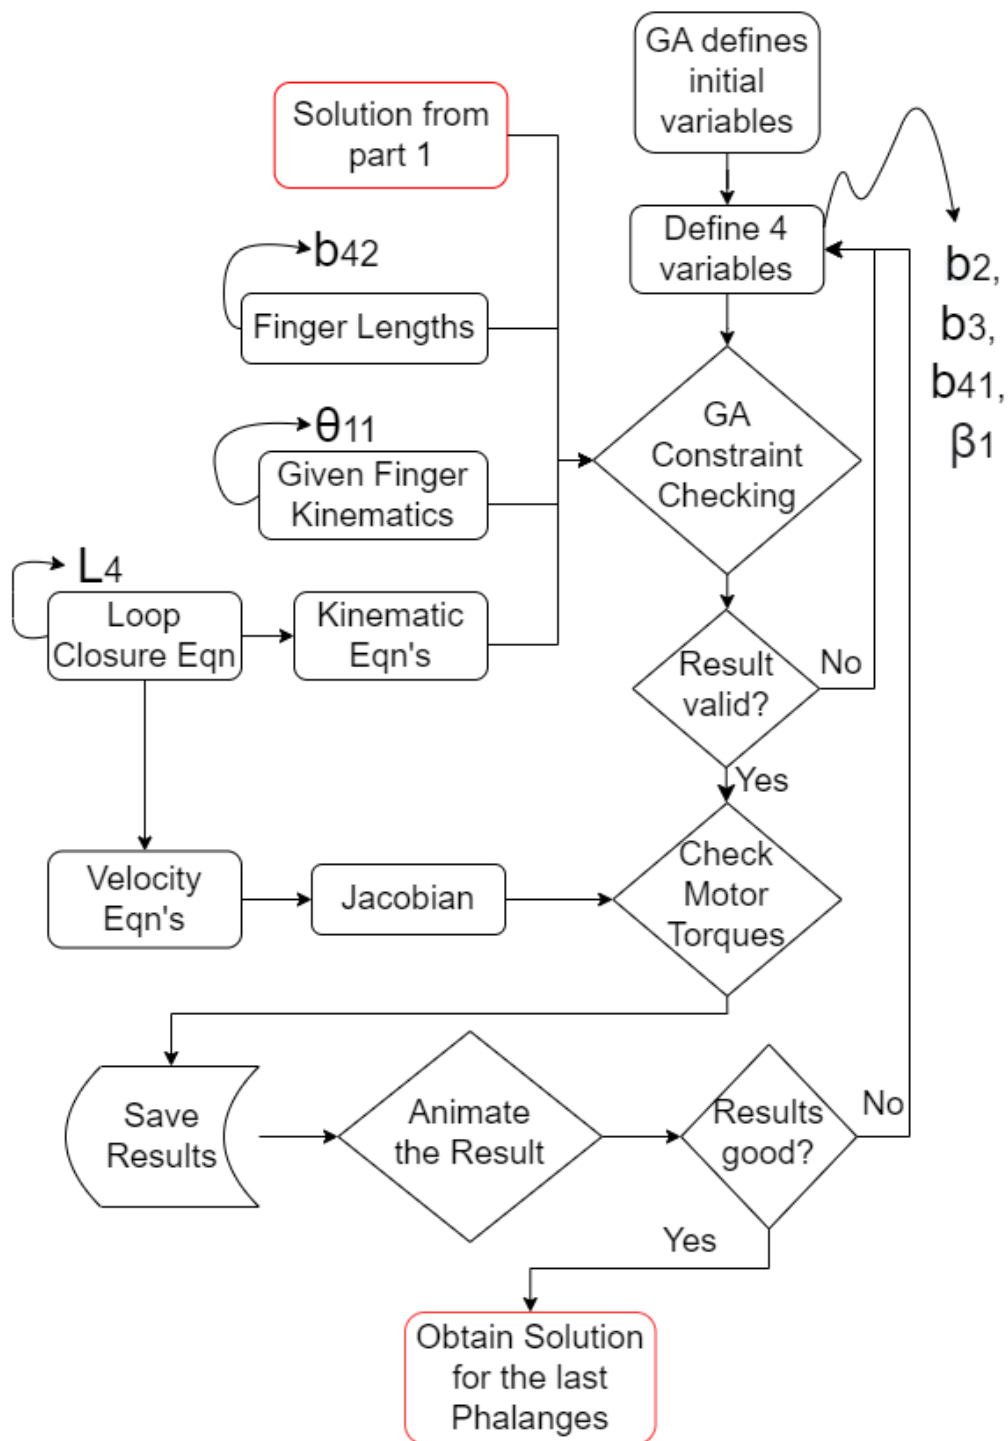 GA defines
initial
variables
Solution from
part 1
Define 4
variables
b42
b2,
b3,
b41,
β1
Finger Lengths
GA
Constraint
Checking
θ11
Given Finger
Kinematics
L4
Loop
Closure Eqn
Kinematic
Eqn's
Result
valid?
No
Yes
Velocity
Eqn's
Jacobian
Check
Motor
Torques
Save
Results
Animate
the Result
Results
good?
No
Yes
Obtain Solution
for the last
Phalanges